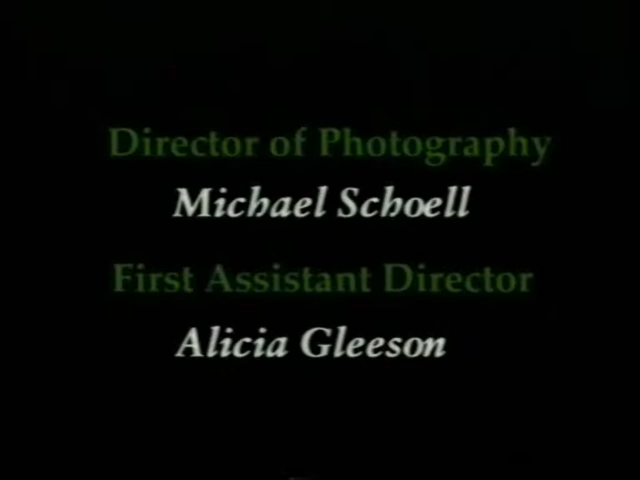 Director of Photography
Michael Schoell
First Assistant Director
Alicia Gleeson